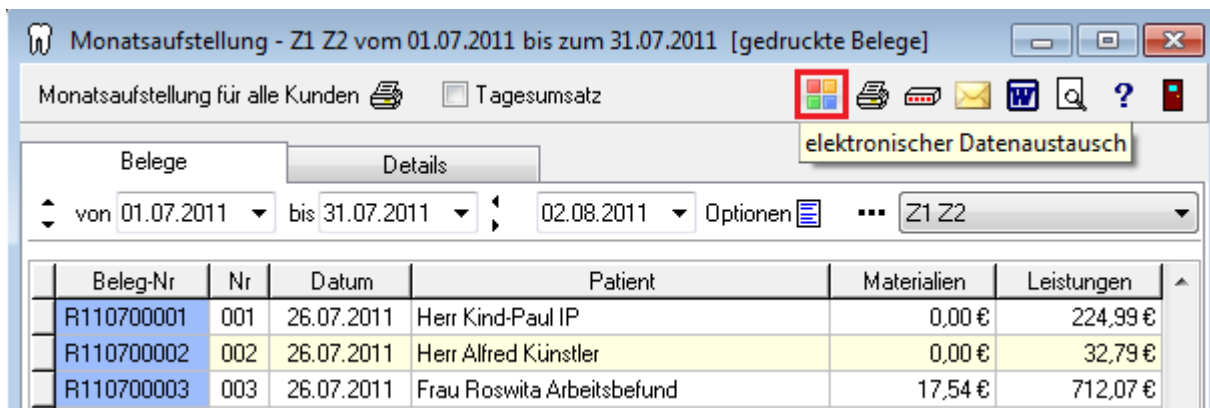 Monatsaufstellung - Z1 Z2 vom 01.07.2011 bis zum 31.07.2011 [gedruckte Belege]
Monatsaufstellung für alle Kunden Tagesumsatz W ?
elektronischer Datenaustausch
Belege Details
von 01.07.2011 bis 31.07.2011 02.08.2011 Optionen Z1 Z2
Beleg-Nr Nr Datum Patient Materialien Leistungen
R110700001 001 26.07.2011 Herr Kind-Paul IP 0,00 € 224,99 €
R110700002 002 26.07.2011 Herr Alfred Künstler 0,00 € 32,79 €
R110700003 003 26.07.2011 Frau Roswita Arbeitsbefund 17,54 € 712,07 €